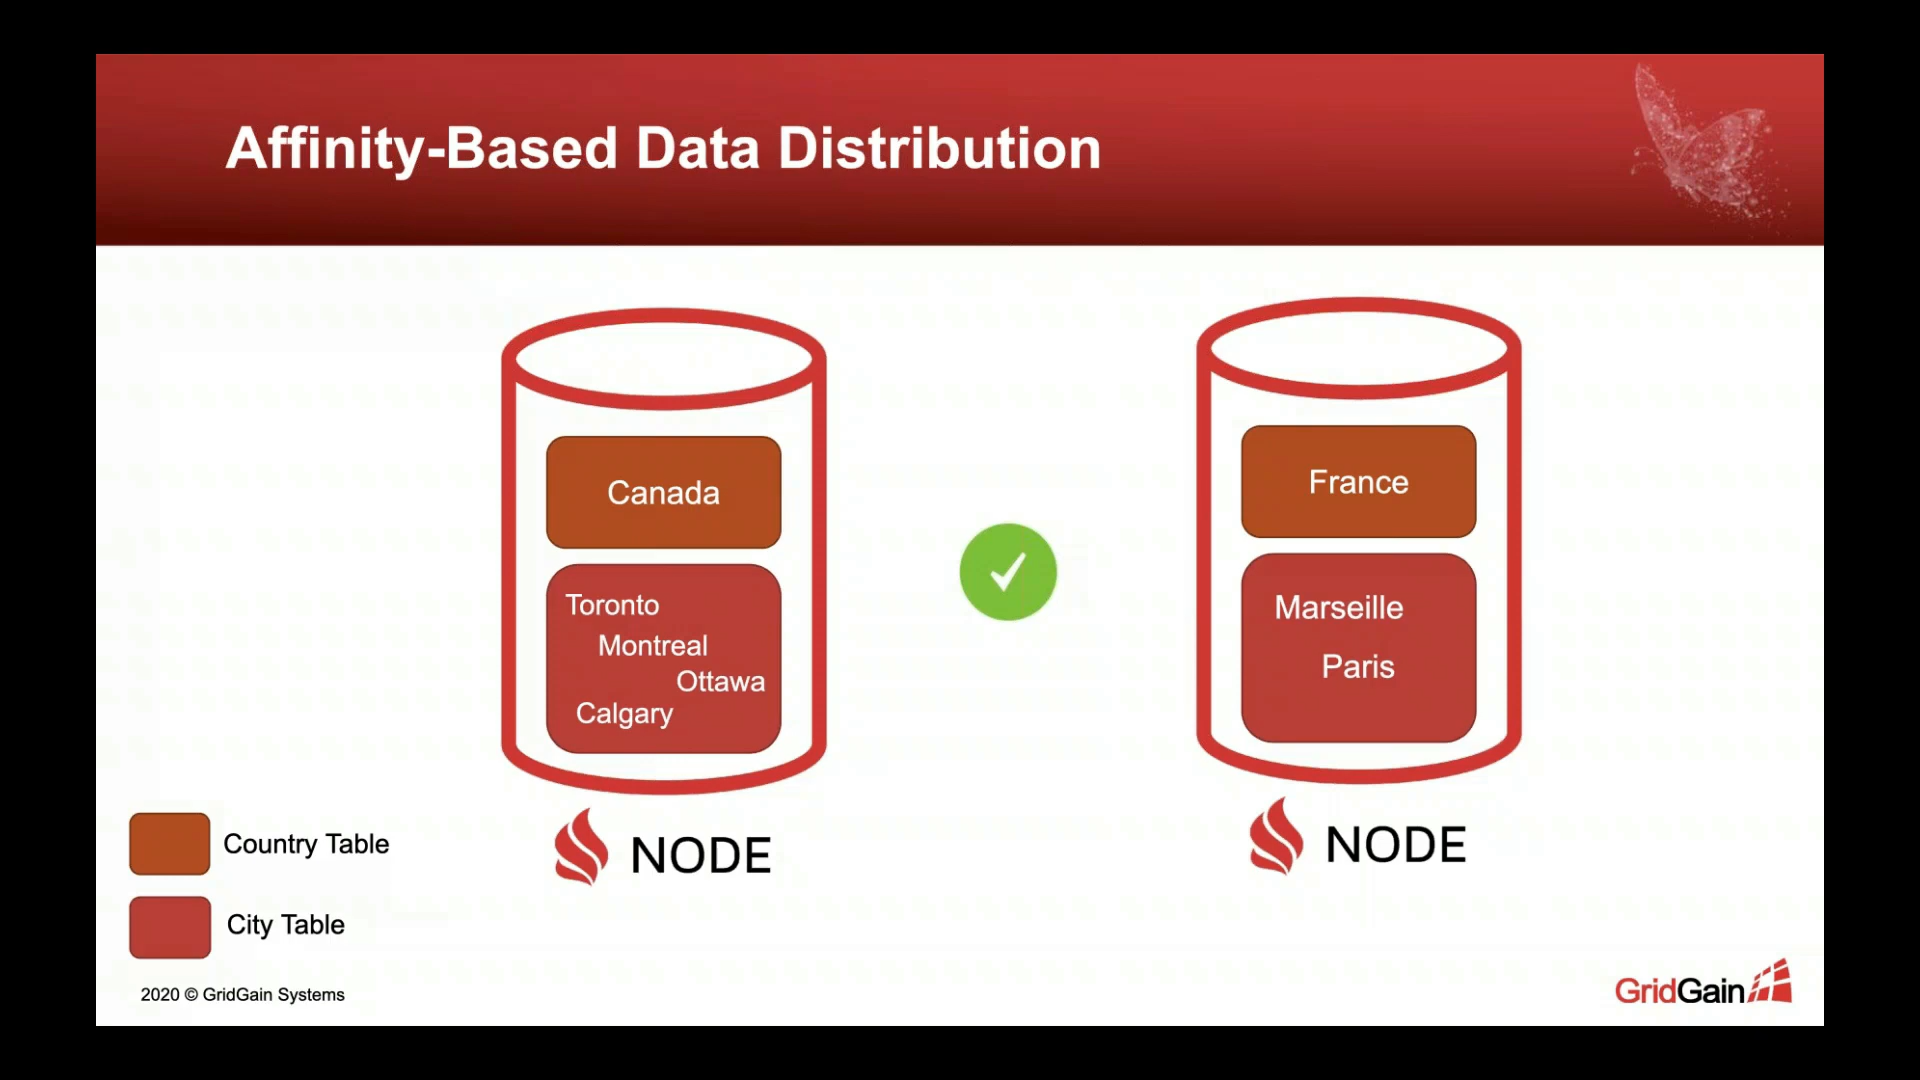 Affinity-Based Data Distribution
Canada
Toronto
Montreal
Ottawa
Calgary
NODE
France
Marseille
Paris
NODE
Country Table
City Table
2020 © GridGain Systems
GridGain